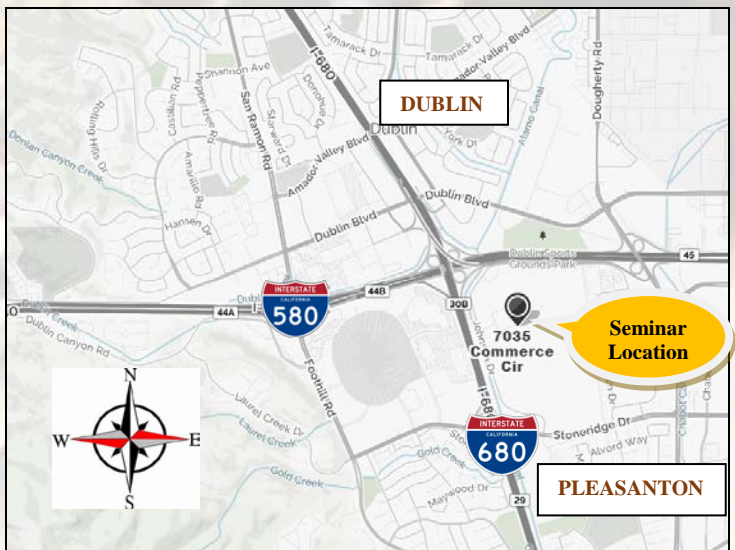 Tamarack Dr
I-680
Tamarack Dr
Amador Valley Blvd
Shannon Ave
Rolling Hills Dr
Castilian Rd
Peppertree Rd
San Ramon Rd
Donohue Dr
Starward Dr
DUBLIN
Dublin
York Dr
Alamo Canal
Dougherty Rd
Donlan Canyon Creek
Amarillo Rd
Amador Valley Blvd
Hansen Dr
Dublin Blvd
Dublin Blvd
Dublin Sports
Grounds Park
45
44B
44A
INTERSTATE
CALIFORNIA
580
30B
Dublin Creek
Dublin Canyon Rd
7035
Commerce
Cir
Seminar
Location
Foothill Rd
I-680
N
W
E
S
Laurel Creek Dr
Laurel Creek
Gold Creek
INTERSTATE
CALIFORNIA
680
Stoneridge Dr
Alvord Way
Gold Creek
Maywood Dr
29
PLEASANTON